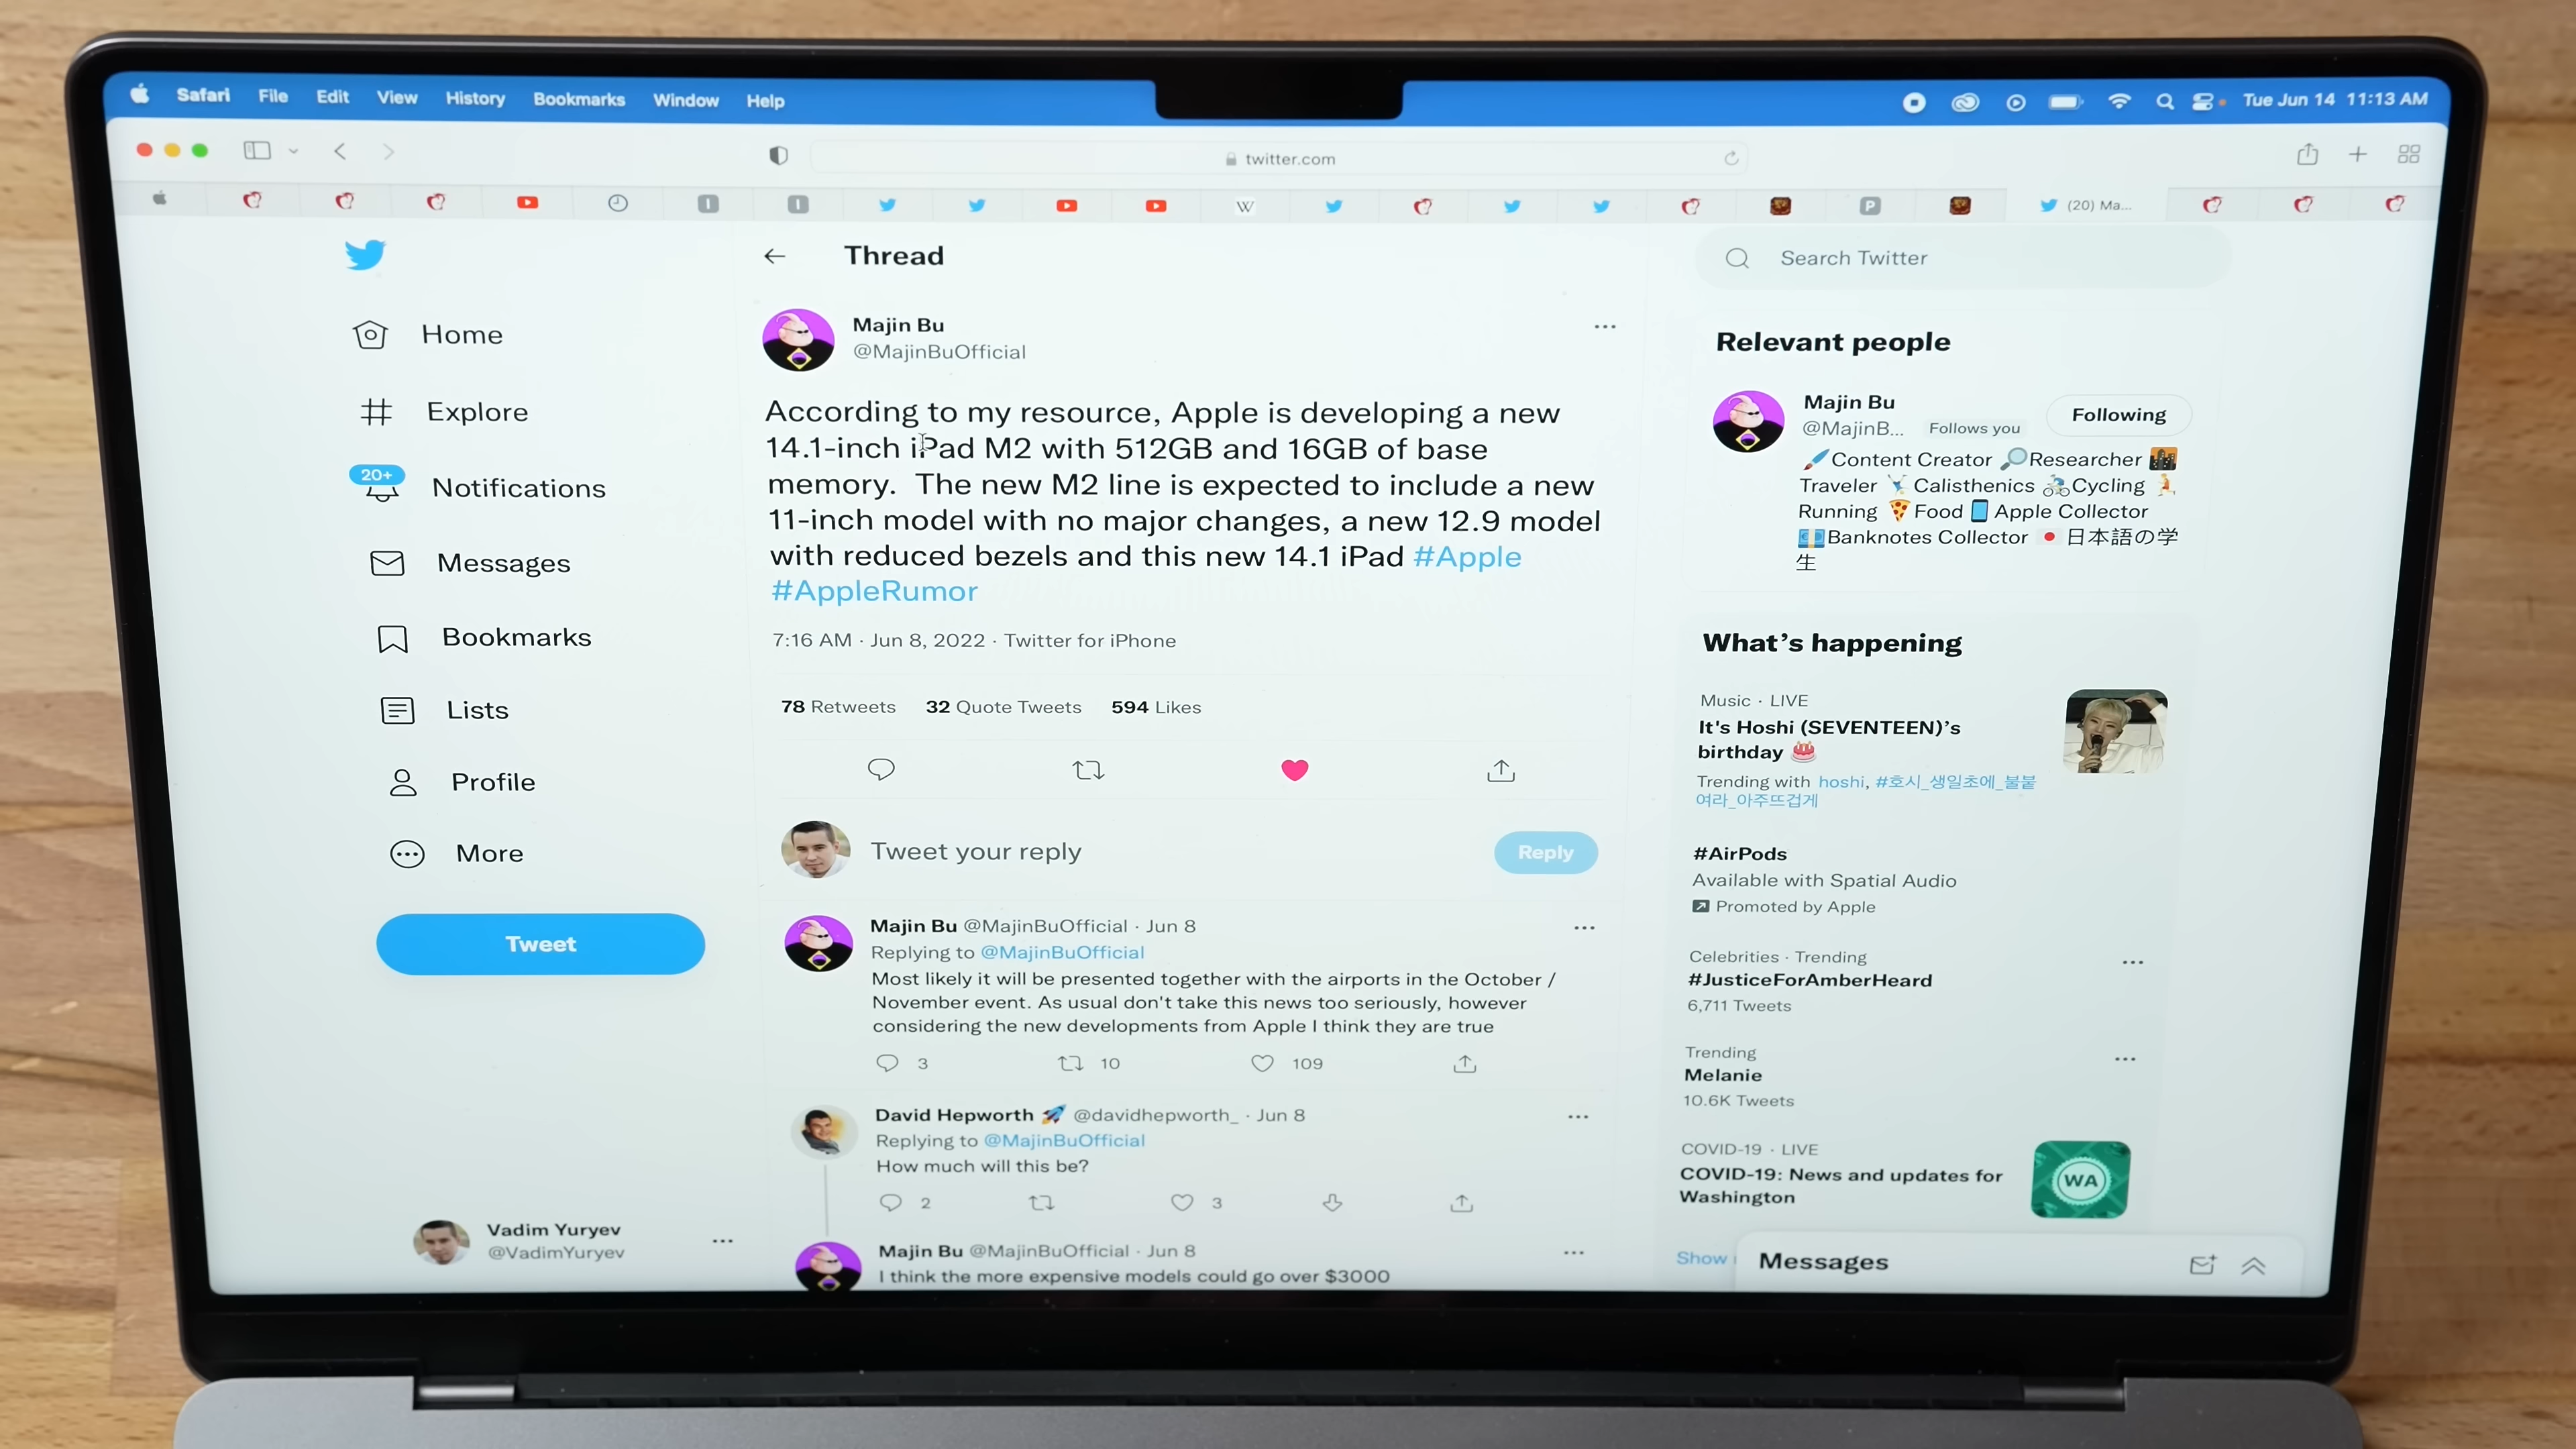 Safari File Edit View History Bookmarks Window Help
Tue Jun 14 11:13 AM
twitter.com
W
P
(20) Ma...
Home
Explore
20+
Notifications
Messages
Bookmarks
Lists
Profile
More
Tweet
Vadim Yuryev
@VadimYuryev
Thread
Majin Bu
@MajinBuOfficial
According to my resource, Apple is developing a new
14.1-inch iPad M2 with 512GB and 16GB of base
memory. The new M2 line is expected to include a new
11-inch model with no major changes, a new 12.9 model
with reduced bezels and this new 14.1 iPad #Apple
#AppleRumor
7:16 AM · Jun 8, 2022 · Twitter for iPhone
78 Retweets 32 Quote Tweets 594 Likes
Tweet your reply
Reply
Majin Bu @MajinBuOfficial · Jun 8
Replying to @MajinBuOfficial
Most likely it will be presented together with the airports in the October /
November event. As usual don't take this news too seriously, however
considering the new developments from Apple I think they are true
3 10 109
David Hepworth 🚀 @davidhepworth_ · Jun 8
Replying to @MajinBuOfficial
How much will this be?
2 3
Majin Bu @MajinBuOfficial · Jun 8
I think the more expensive models could go over $3000
Search Twitter
Relevant people
Majin Bu
@MajinB... Follows you
Following
🖌️Content Creator 🔎Researcher 🌇
Traveler 🤸Calisthenics 🚴Cycling 🏃
Running 🍕Food 📱Apple Collector
💶Banknotes Collector 🇯🇵日本語の学
生
What's happening
Music · LIVE
It's Hoshi (SEVENTEEN)'s
birthday 🎂
Trending with hoshi, #호시_생일초에_불붙
여라_아주뜨겁게
#AirPods
Available with Spatial Audio
Promoted by Apple
Celebrities · Trending
#JusticeForAmberHeard
6,711 Tweets
Trending
Melanie
10.6K Tweets
COVID-19 · LIVE
COVID-19: News and updates for
Washington
WA
Show
Messages